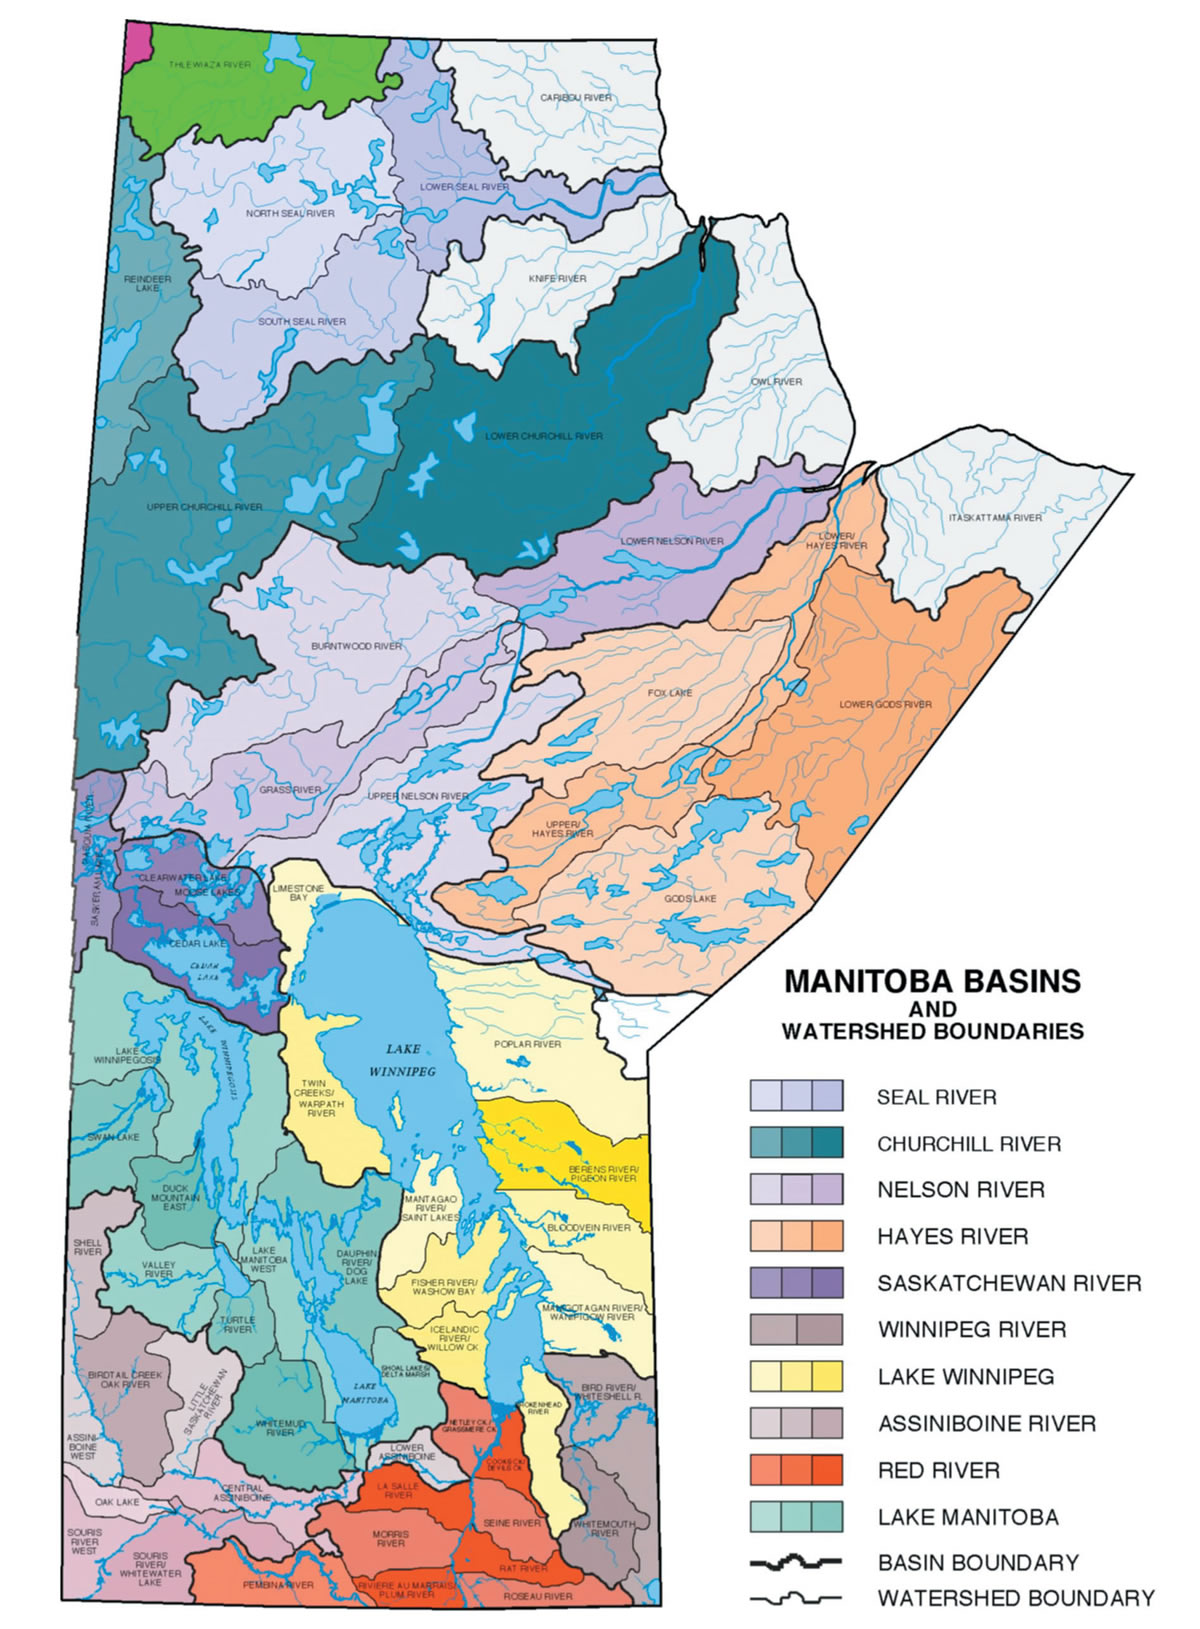 THLEWIAZA RIVER
CARIBOU RIVER
LOWER SEAL RIVER
NORTH SEAL RIVER
REINDEER
LAKE
KNIFE RIVER
SOUTH SEAL RIVER
OWL RIVER
LOWER CHURCHILL RIVER
UPPER CHURCHILL RIVER
ITASKATTAMA RIVER
LOWER NELSON RIVER
LOWER/
HAYES RIVER
BURNTWOOD RIVER
FOX LAKE
LOWER GODS RIVER
GRASS RIVER
UPPER NELSON RIVER
UPPER/
HAYES RIVER
CLEARWATER LAKE
MOOSE LAKES
LIMESTONE
BAY
GODS LAKE
CEDAR LAKE
CEDAR
LAKE
LAKE
WINNIPEGOSIS
LAKE
WINNIPEG
POPLAR RIVER
LAKE
WINNIPEGOSIS
TWIN
CREEKS/
WARPATH
RIVER
SWAN LAKE
BERENS RIVER/
PIGEON RIVER
DUCK
MOUNTAIN
EAST
MANTAGAO
RIVER/
SAINT LAKES
BLOODVEIN RIVER
SHELL
RIVER
VALLEY
RIVER
LAKE
MANITOBA
WEST
DAUPHIN
RIVER/
DOG
LAKE
FISHER RIVER/
WASHOW BAY
MANIGOTAGAN RIVER/
WANIPIGOW RIVER
TURTLE
RIVER
ICELANDIC
RIVER/
WILLOW CK
BIRDTAIL CREEK
OAK RIVER
LITTLE
SASKATCHEWAN
RIVER
SHOAL LAKES/
DELTA MARSH
LAKE
MANITOBA
BIRD RIVER/
WHITESHELL R.
BROKENHEAD
RIVER
WHITEMUD
RIVER
NETLEY CK./
GRASSMERE CK.
ASSINI-
BOINE
WEST
LOWER
ASSINIBOINE
COOKS CK/
DEVILS CK.
OAK LAKE
CENTRAL
ASSINIBOINE
LA SALLE
RIVER
SEINE RIVER
WHITEMOUTH
RIVER
SOURIS
RIVER
WEST
MORRIS
RIVER
SOURIS
RIVER/
WHITEWATER
LAKE
RAT RIVER
PEMBINA RIVER
RIVIERE AU MARRAIS/
PLUM RIVER
ROSEAU RIVER
MANITOBA BASINS
AND
WATERSHED BOUNDARIES
SEAL RIVER
CHURCHILL RIVER
NELSON RIVER
HAYES RIVER
SASKATCHEWAN RIVER
WINNIPEG RIVER
LAKE WINNIPEG
ASSINIBOINE RIVER
RED RIVER
LAKE MANITOBA
BASIN BOUNDARY
WATERSHED BOUNDARY